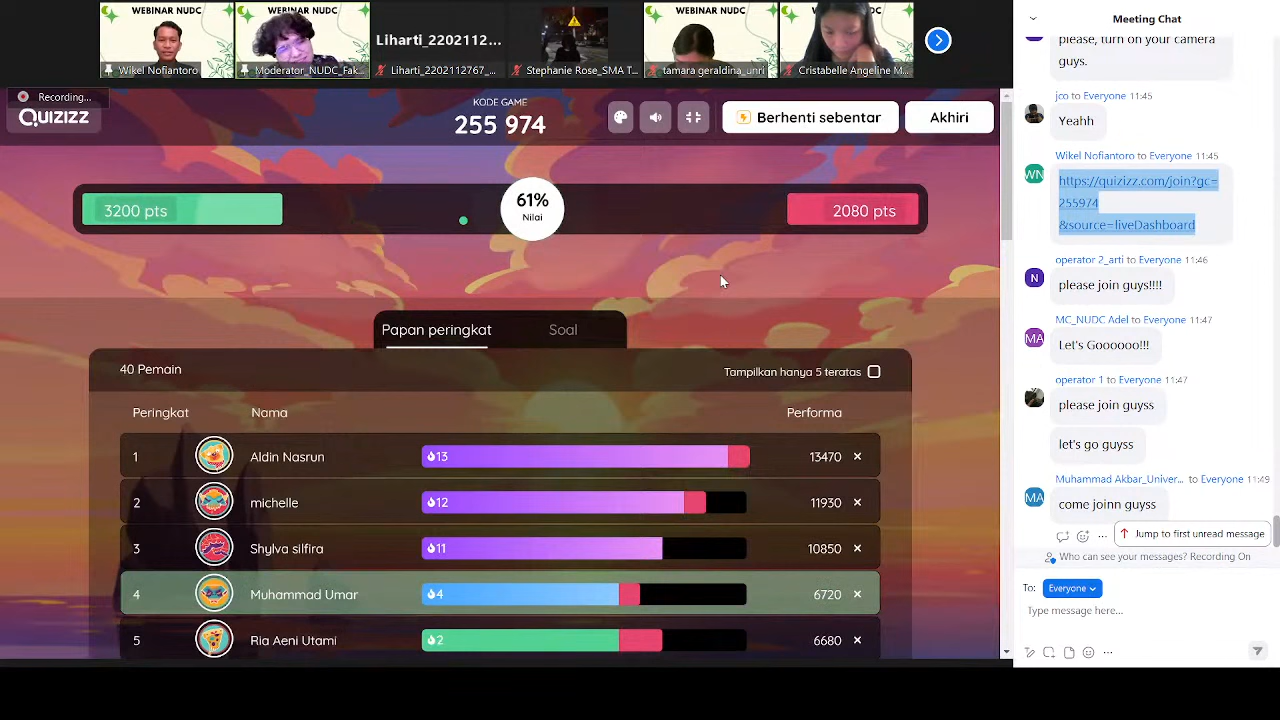 WEBINAR NUDC
WEBINAR NUDC
WEBINAR NUDC
WEBINAR NUDC
Liharti_2202112...
Wikel Nofiantoro
Moderator_NUDC_Fak...
Liharti_2202112767_...
Stephanie Rose_SMA T...
tamara geraldina_unri
Cristabelle Angeline M...
Recording...
QUIZIZZ
KODE GAME
255 974
Berhenti sebentar
Akhiri
3200 pts
61%
Nilai
2080 pts
Papan peringkat
Soal
40 Pemain
Tampilkan hanya 5 teratas
Peringkat
Nama
Performa
1 Aldin Nasrun 13 13470 ×
2 michelle 12 11930 ×
3 Shylva silfira 11 10850 ×
4 Muhammad Umar 4 6720 ×
5 Ria Aeni Utami 2 6680 ×
Meeting Chat
please, turn on your camera
guys.
jco to Everyone 11:45
Yeahh
Wikel Nofiantoro to Everyone 11:45
WN
https://quizizz.com/join?gc=
255974
&source=liveDashboard
operator 2_arti to Everyone 11:46
N
please join guys!!!!
MC_NUDC Adel to Everyone 11:47
MA
Let's Goooooo!!!
operator 1 to Everyone 11:47
please join guyss
let's go guyss
Muhammad Akbar_Univer... to Everyone 11:49
MA
come joinn guyss
Jump to first unread message
Who can see your messages? Recording On
To: Everyone
Type message here...